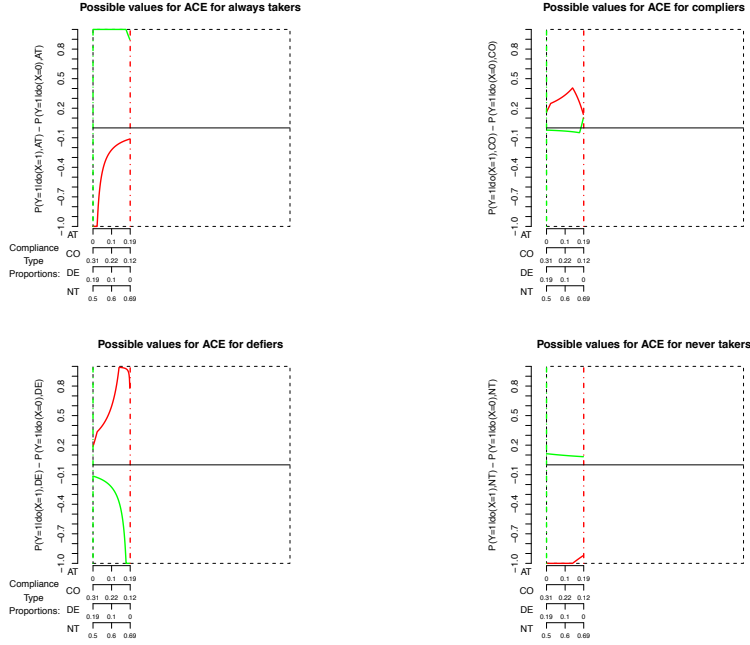 Possible values for ACE for always takers
P(Y=1|do(X=1),AT) − P(Y=1|do(X=0),AT)
−1.0 −0.7 −0.4 −0.1 0.2 0.5 0.8
AT 0 0.1 0.19
Compliance
Type
Proportions:
CO 0.31 0.22 0.12
DE 0.19 0.1 0
NT 0.5 0.6 0.69
Possible values for ACE for compliers
P(Y=1|do(X=1),CO) − P(Y=1|do(X=0),CO)
−1.0 −0.7 −0.4 −0.1 0.2 0.5 0.8
AT 0 0.1 0.19
CO 0.31 0.22 0.12
DE 0.19 0.1 0
NT 0.5 0.6 0.69
Possible values for ACE for defiers
P(Y=1|do(X=1),DE) − P(Y=1|do(X=0),DE)
−1.0 −0.7 −0.4 −0.1 0.2 0.5 0.8
AT 0 0.1 0.19
Compliance
Type
Proportions:
CO 0.31 0.22 0.12
DE 0.19 0.1 0
NT 0.5 0.6 0.69
Possible values for ACE for never takers
P(Y=1|do(X=1),NT) − P(Y=1|do(X=0),NT)
−1.0 −0.7 −0.4 −0.1 0.2 0.5 0.8
AT 0 0.1 0.19
CO 0.31 0.22 0.12
DE 0.19 0.1 0
NT 0.5 0.6 0.69